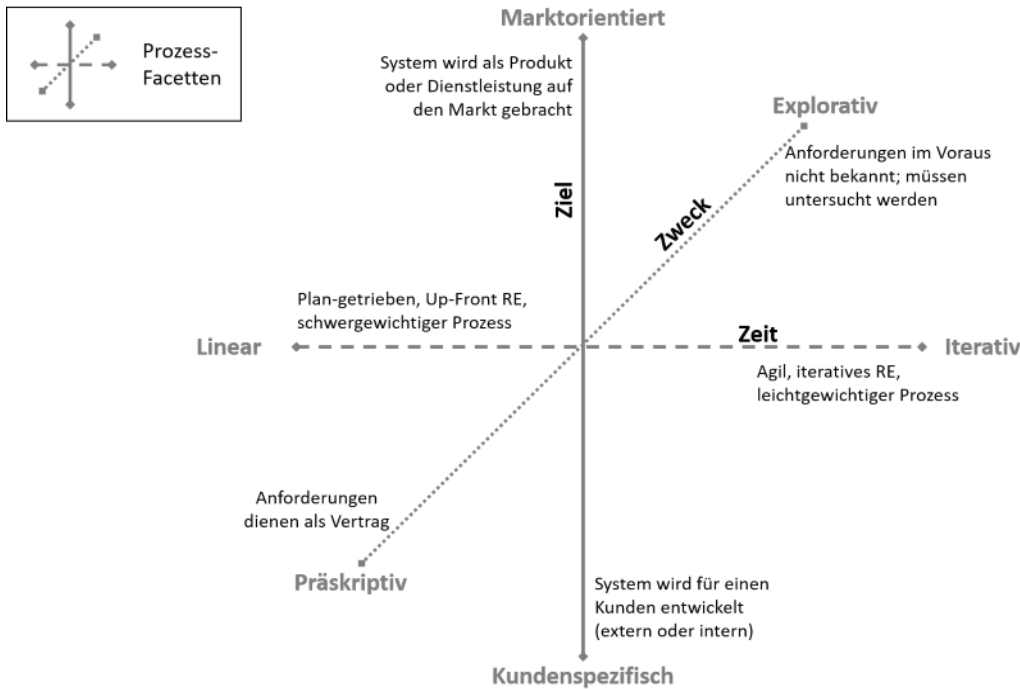 Prozess-
Facetten
Marktorientiert
System wird als Produkt
oder Dienstleistung auf
den Markt gebracht
Explorativ
Anforderungen im Voraus
nicht bekannt; müssen
untersucht werden
Ziel
Zweck
Plan-getrieben, Up-Front RE,
schwergewichtiger Prozess
Linear
Zeit
Iterativ
Agil, iteratives RE,
leichtgewichtiger Prozess
Anforderungen
dienen als Vertrag
Präskriptiv
System wird für einen
Kunden entwickelt
(extern oder intern)
Kundenspezifisch